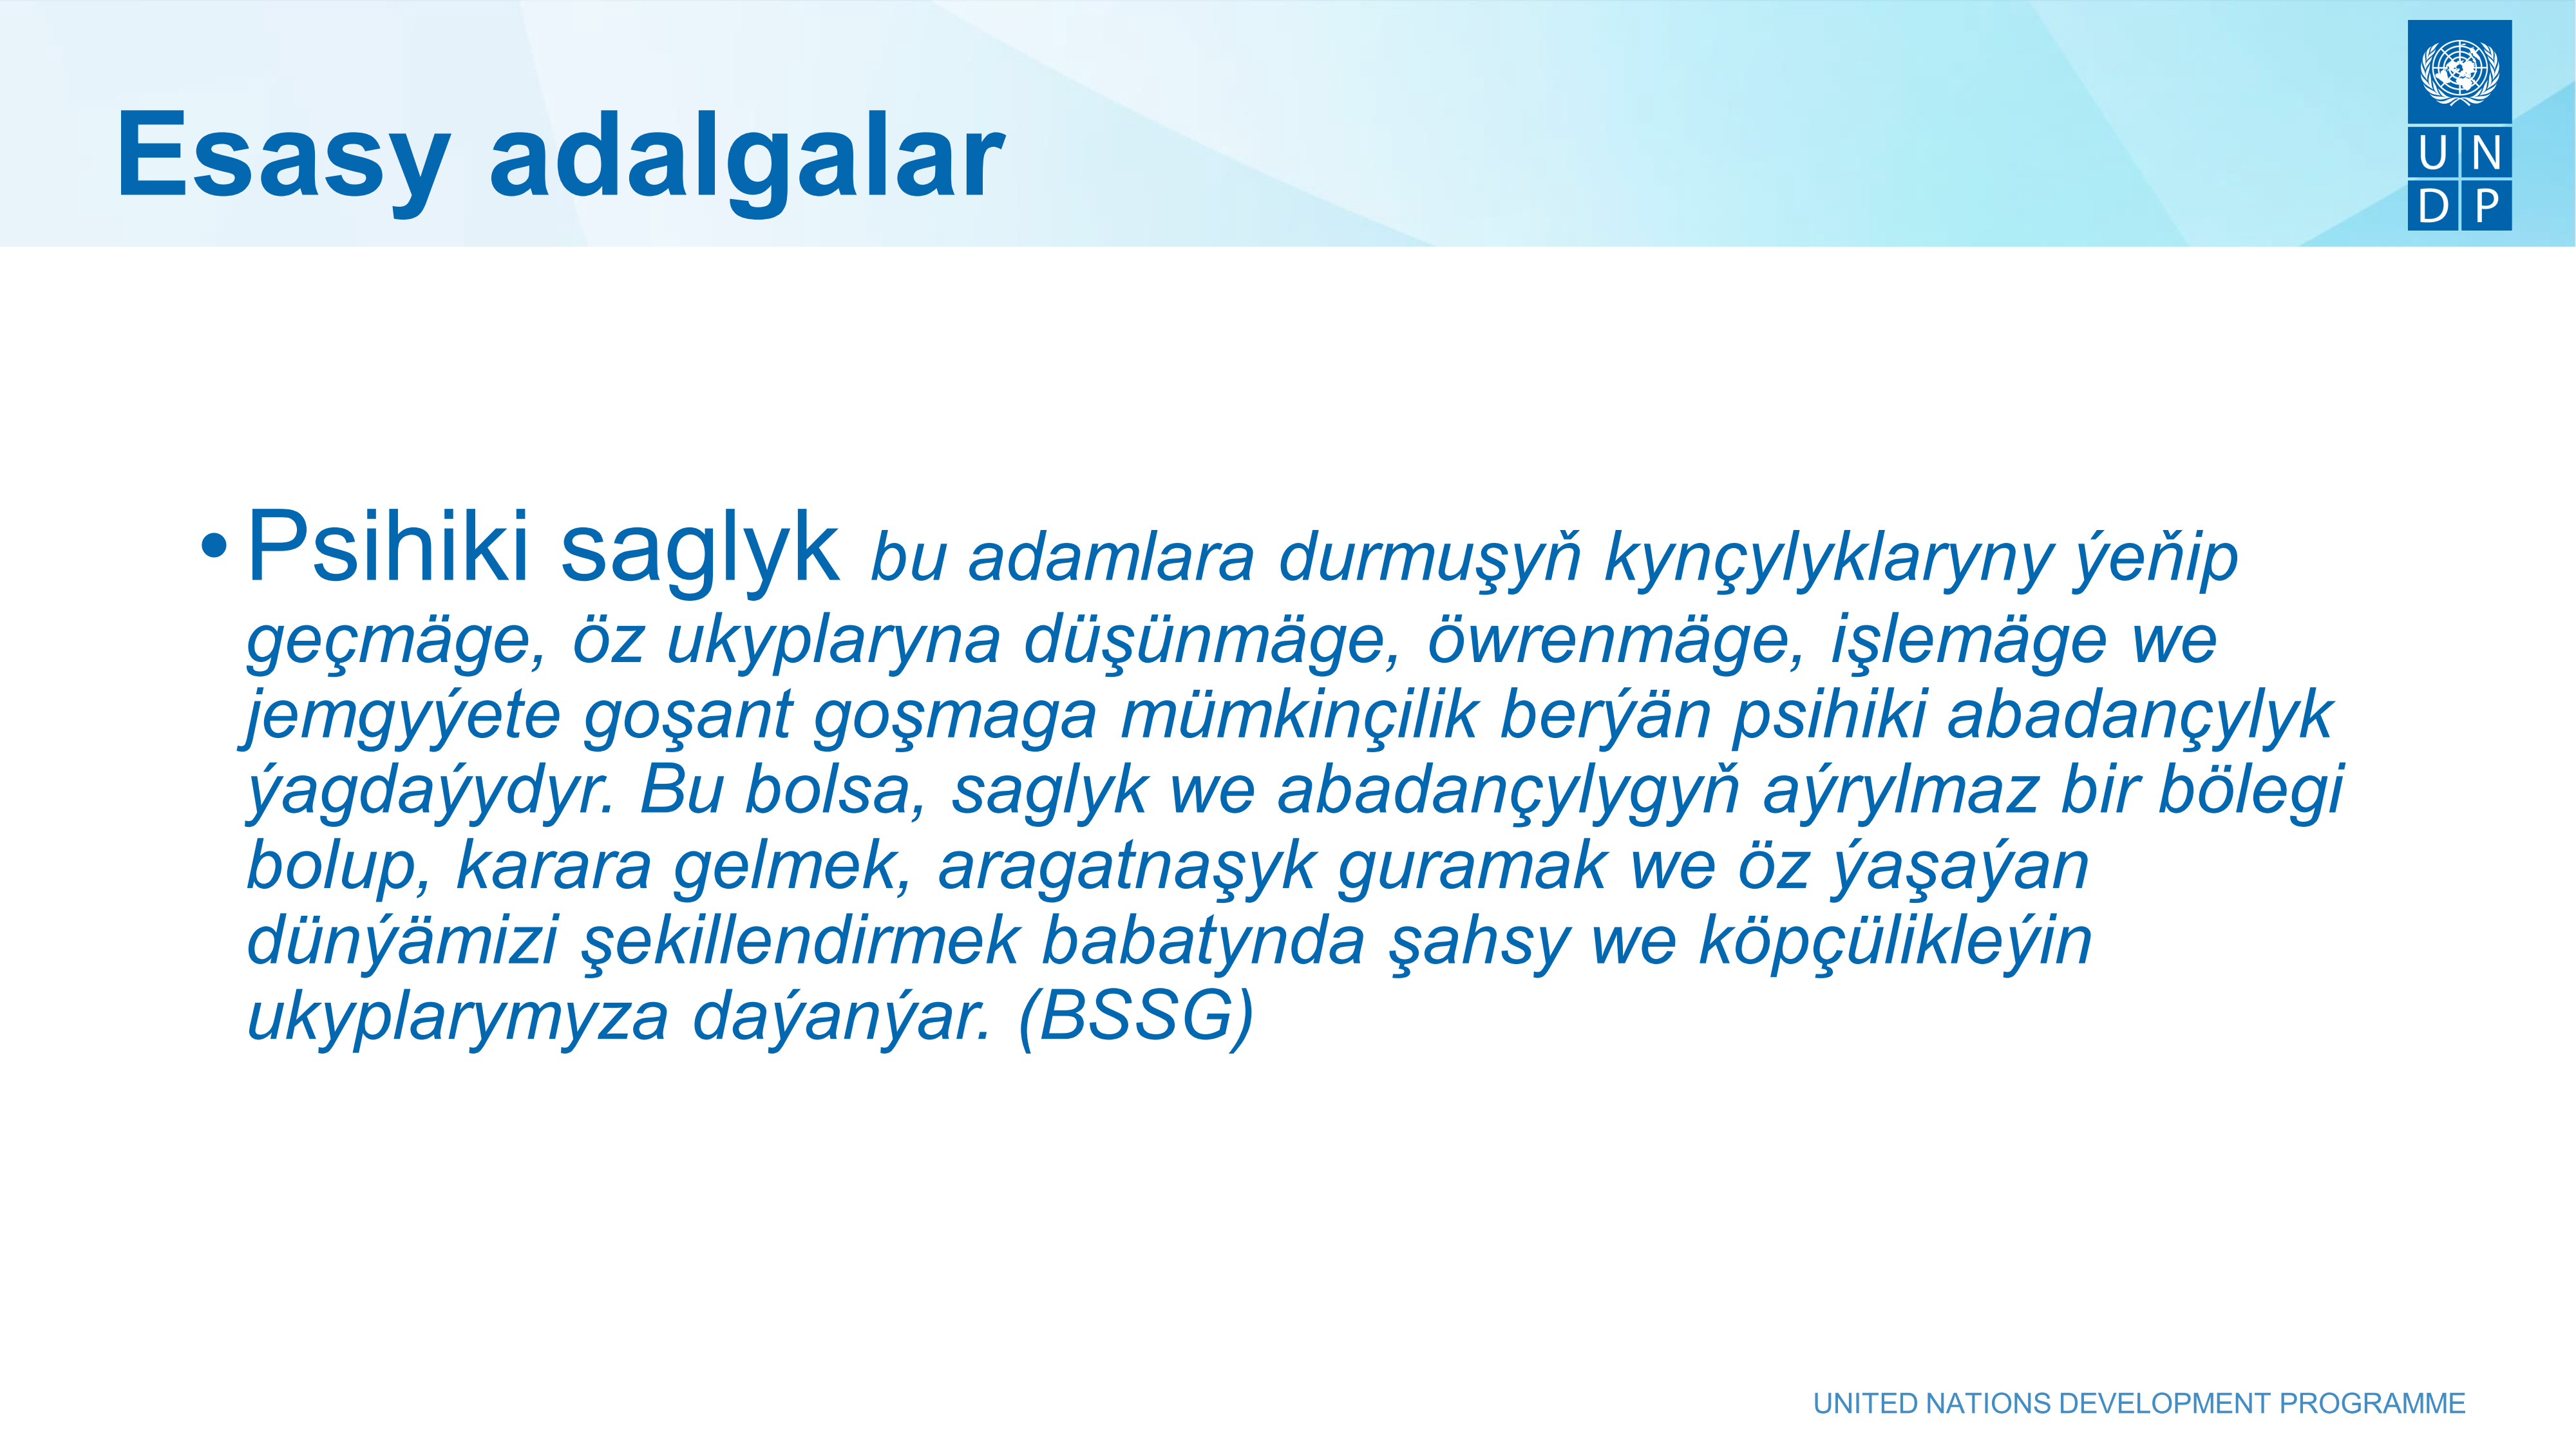 Esasy adalgalar
U N
D P
• Psihiki saglyk bu adamlara durmuşyň kynçylyklaryny ýeňip
geçmäge, öz ukyplaryna düşünmäge, öwrenmäge, işlemäge we
jemgyýete goşant goşmaga mümkinçilik berýän psihiki abadançylyk
ýagdaýydyr. Bu bolsa, saglyk we abadançylygyň aýrylmaz bir bölegi
bolup, karara gelmek, aragatnaşyk guramak we öz ýaşaýan
dünýämizi şekillendirmek babatynda şahsy we köpçülikleýin
ukyplarymyza daýanýar. (BSSG)
UNITED NATIONS DEVELOPMENT PROGRAMME